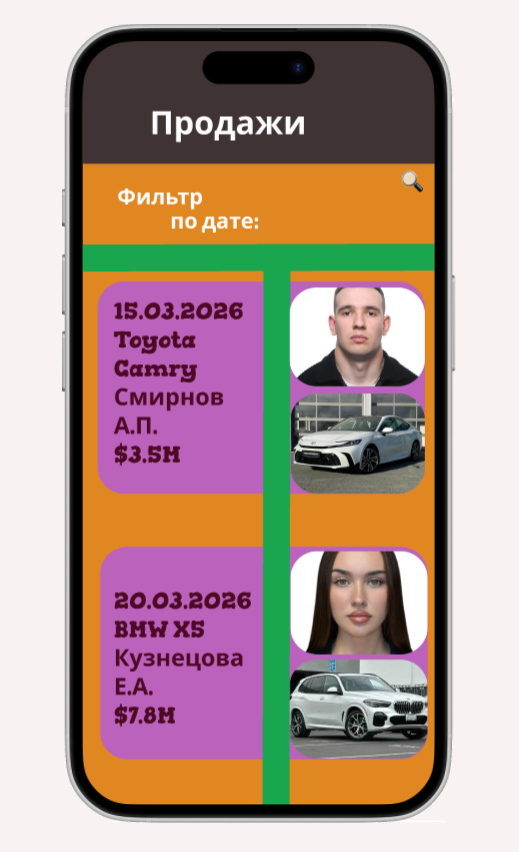 Продажи
Фильтр
по дате:
15.03.2026
Toyota
Camry
Смирнов
А.П.
$3.5M
20.03.2026
BMW X5
Кузнецова
Е.А.
$7.8M